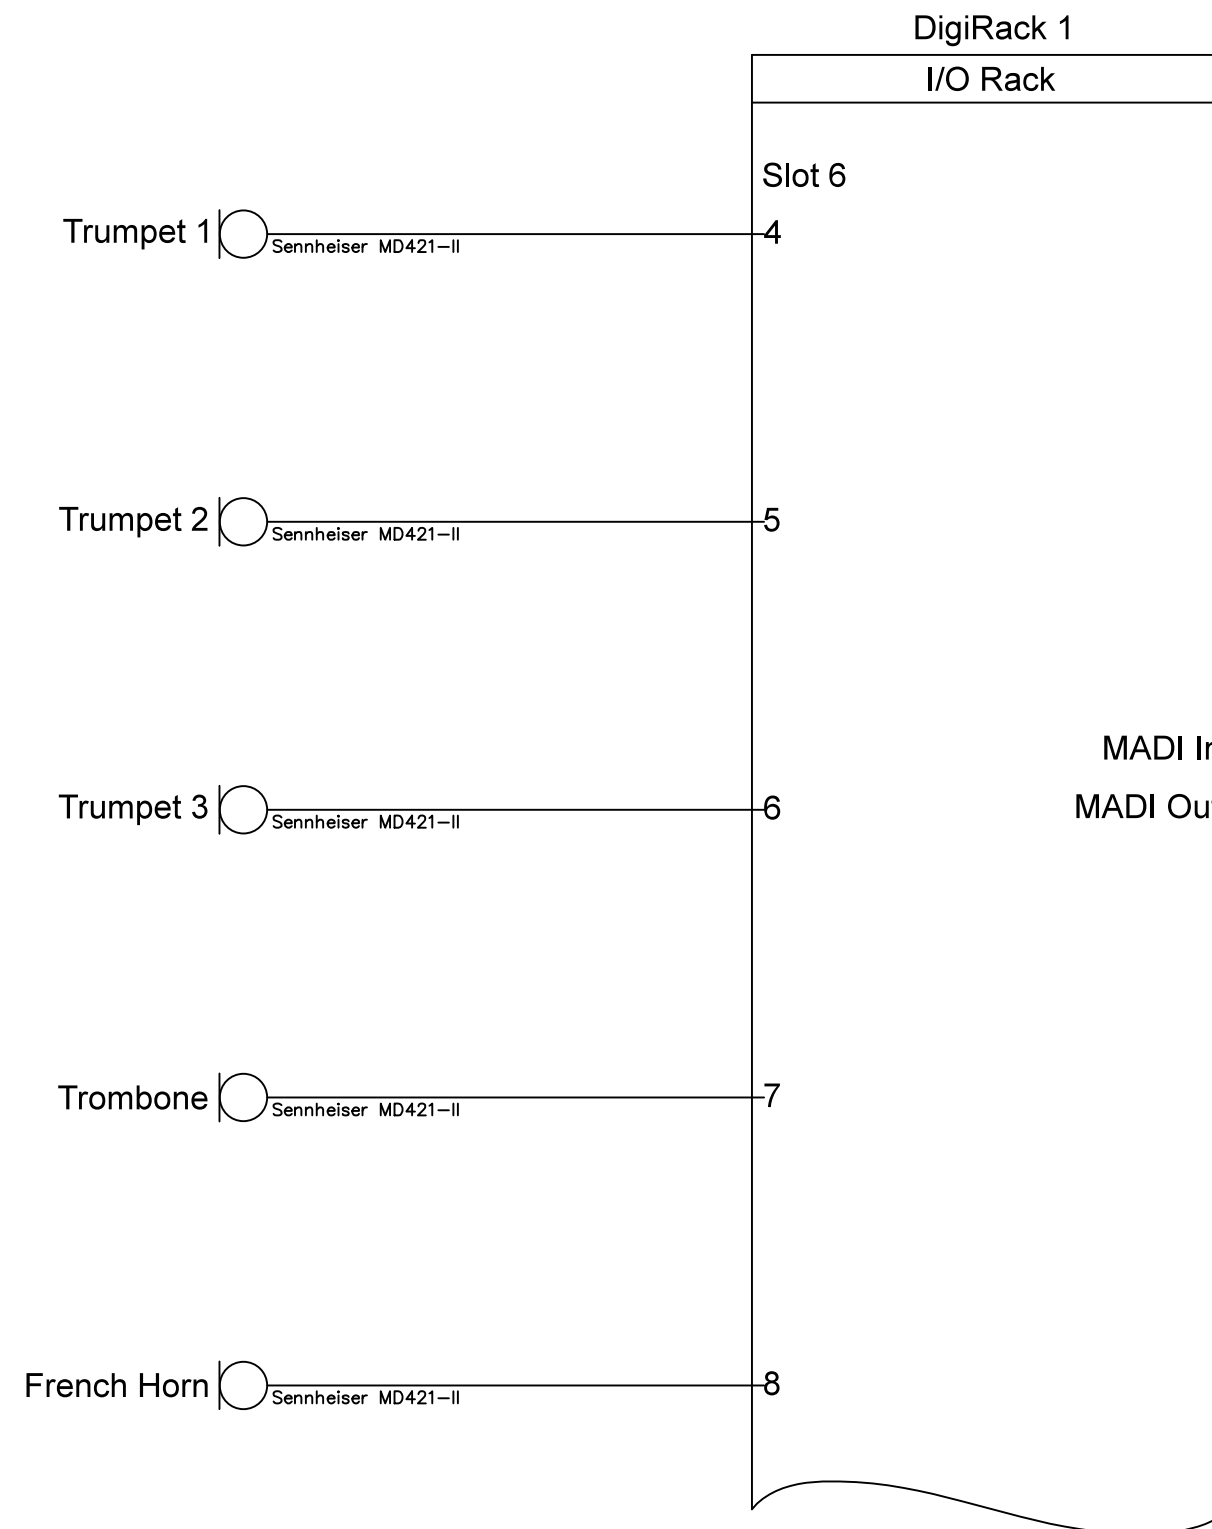 DigiRack 1
I/O Rack
Slot 6
Trumpet 1
Sennheiser MD421-II
4
Trumpet 2
Sennheiser MD421-II
5
MADI In
Trumpet 3
Sennheiser MD421-II
6
MADI Out
Trombone
Sennheiser MD421-II
7
French Horn
Sennheiser MD421-II
8